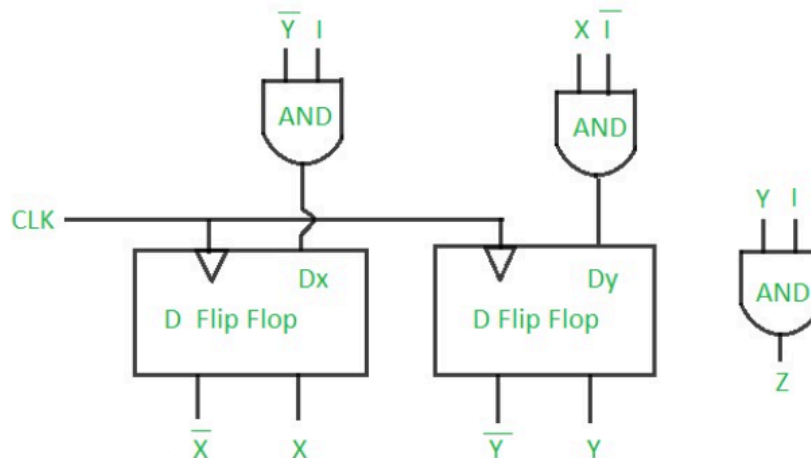 Y̅ I
X I̅
AND
AND
CLK
Y I
Dx
Dy
AND
D Flip Flop
D Flip Flop
Z
X̅ X
Y̅ Y